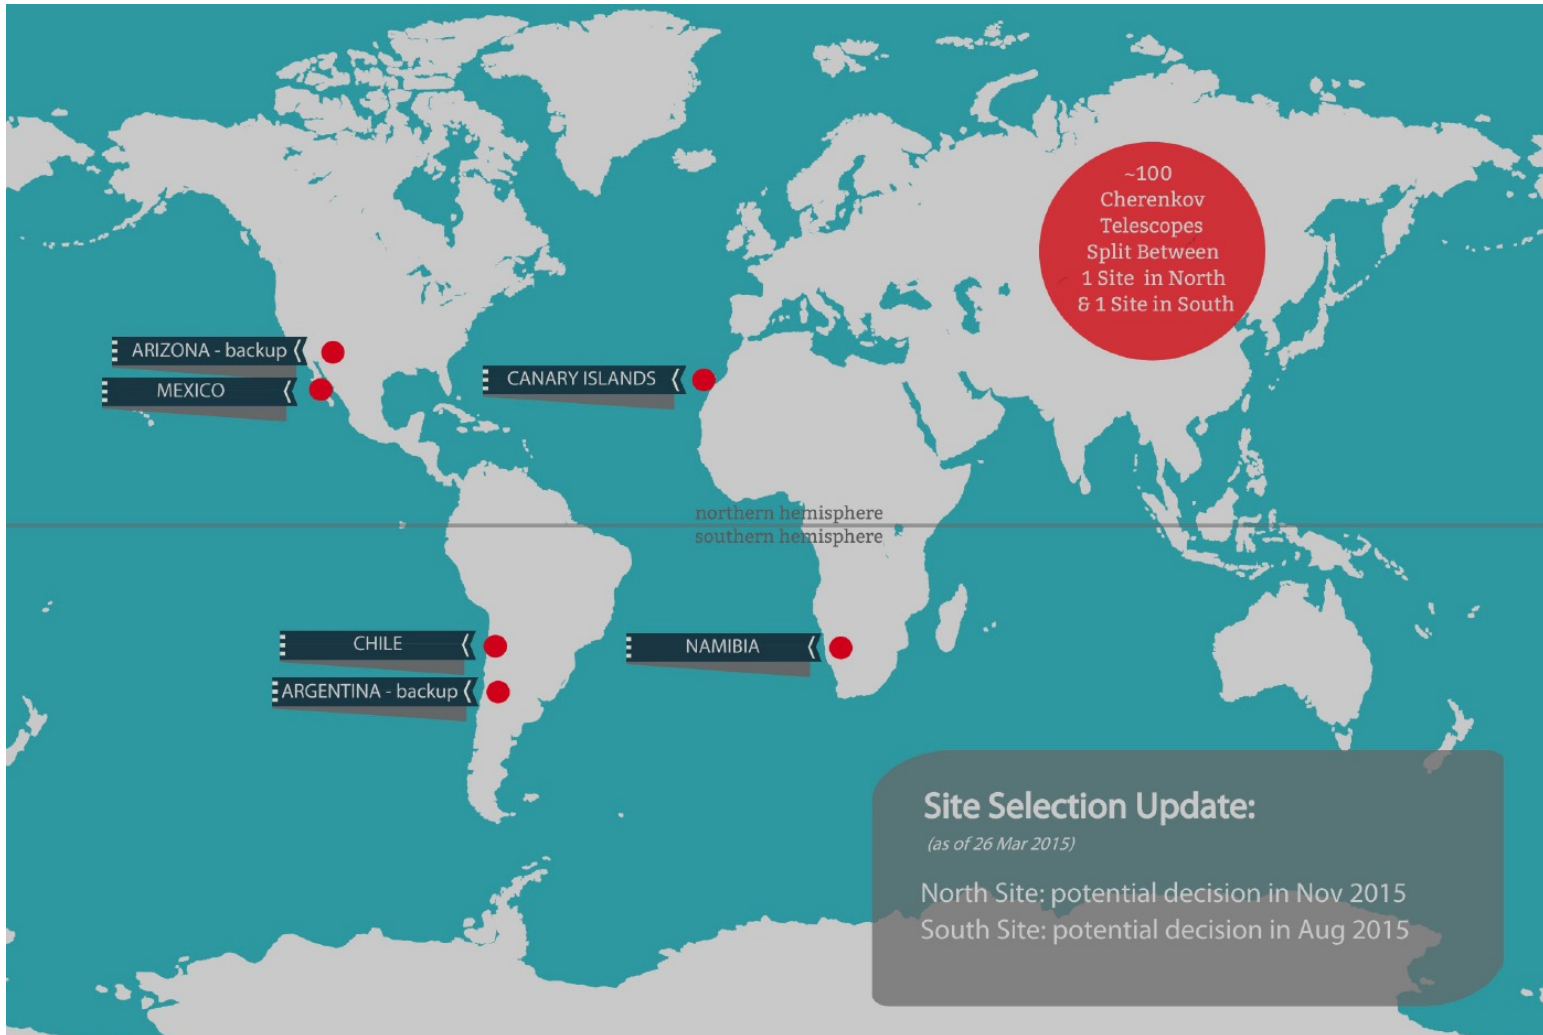 ~100
Cherenkov
Telescopes
Split Between
1 Site in North
& 1 Site in South
ARIZONA - backup
MEXICO
CANARY ISLANDS
northern hemisphere
southern hemisphere
CHILE
NAMIBIA
ARGENTINA - backup
Site Selection Update:
(as of 26 Mar 2015)
North Site: potential decision in Nov 2015
South Site: potential decision in Aug 2015